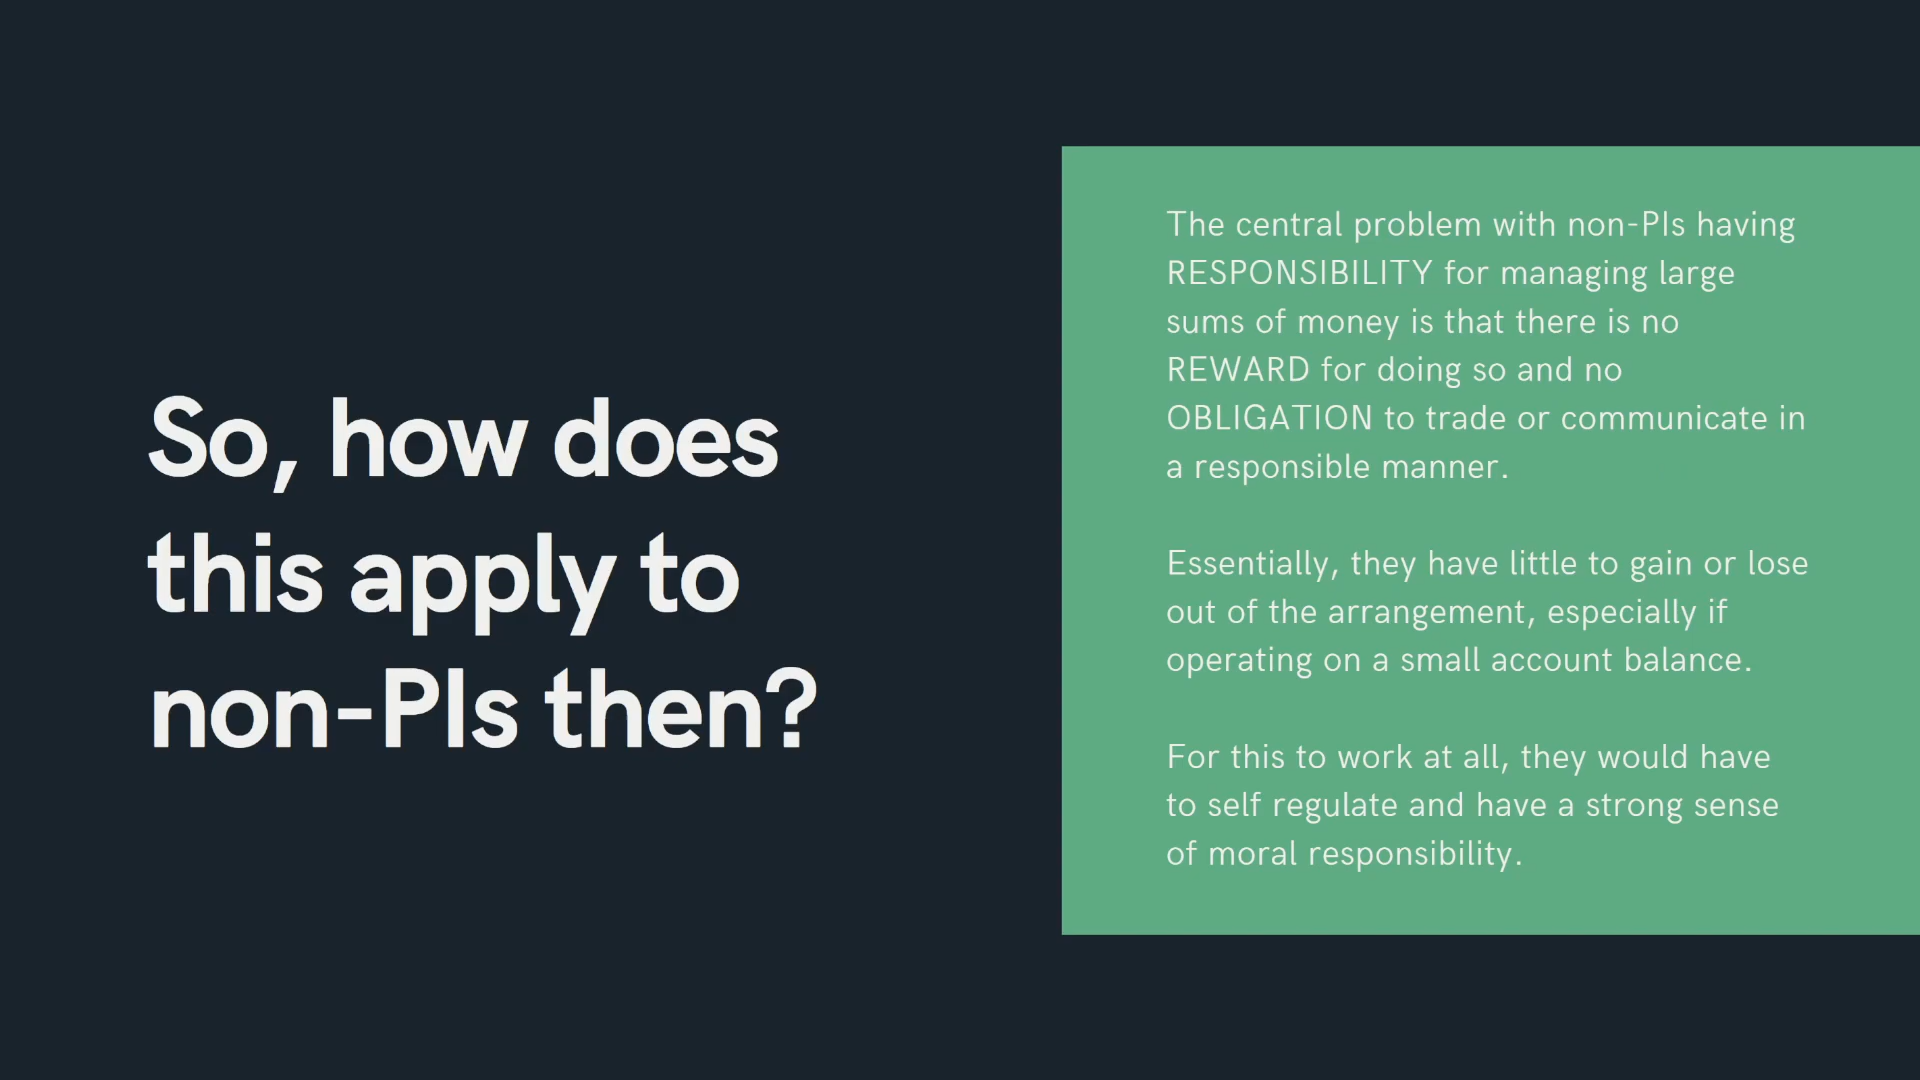 So, how does
this apply to
non-PIs then?
The central problem with non-PIs having
RESPONSIBILITY for managing large
sums of money is that there is no
REWARD for doing so and no
OBLIGATION to trade or communicate in
a responsible manner.
Essentially, they have little to gain or lose
out of the arrangement, especially if
operating on a small account balance.
For this to work at all, they would have
to self regulate and have a strong sense
of moral responsibility.